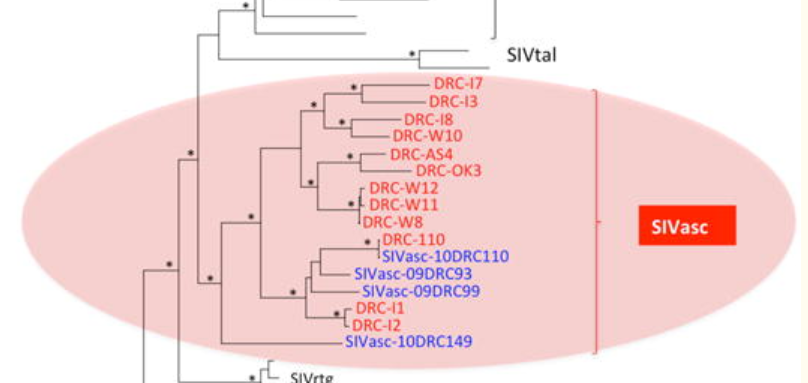 SIVtal
DRC-I7
DRC-I3
DRC-I8
DRC-W10
DRC-AS4
DRC-OK3
DRC-W12
DRC-W11
DRC-W8
SIVasc
DRC-110
SIVasc-10DRC110
SIVasc-09DRC93
SIVasc-09DRC99
DRC-I1
DRC-I2
SIVasc-10DRC149
SIVrtg